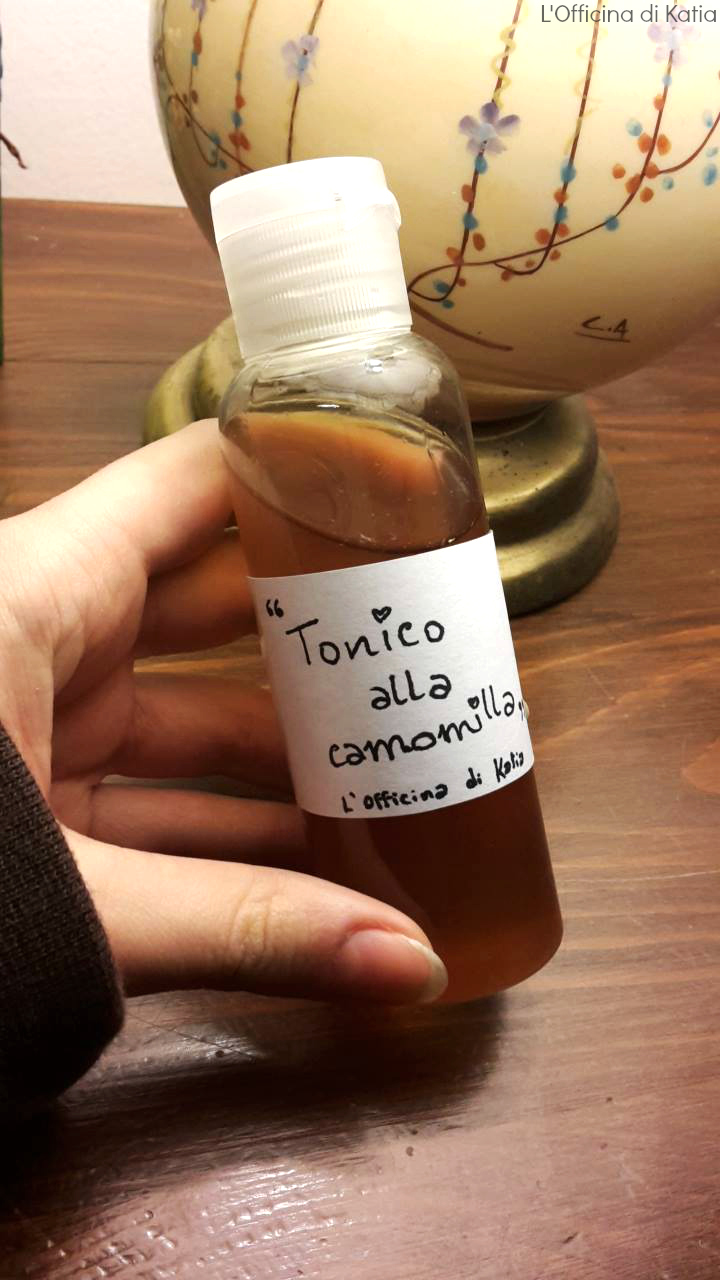 L'Officina di Katia
C.A
"Tonico
alla
camomilla"
L'Officina di Katia